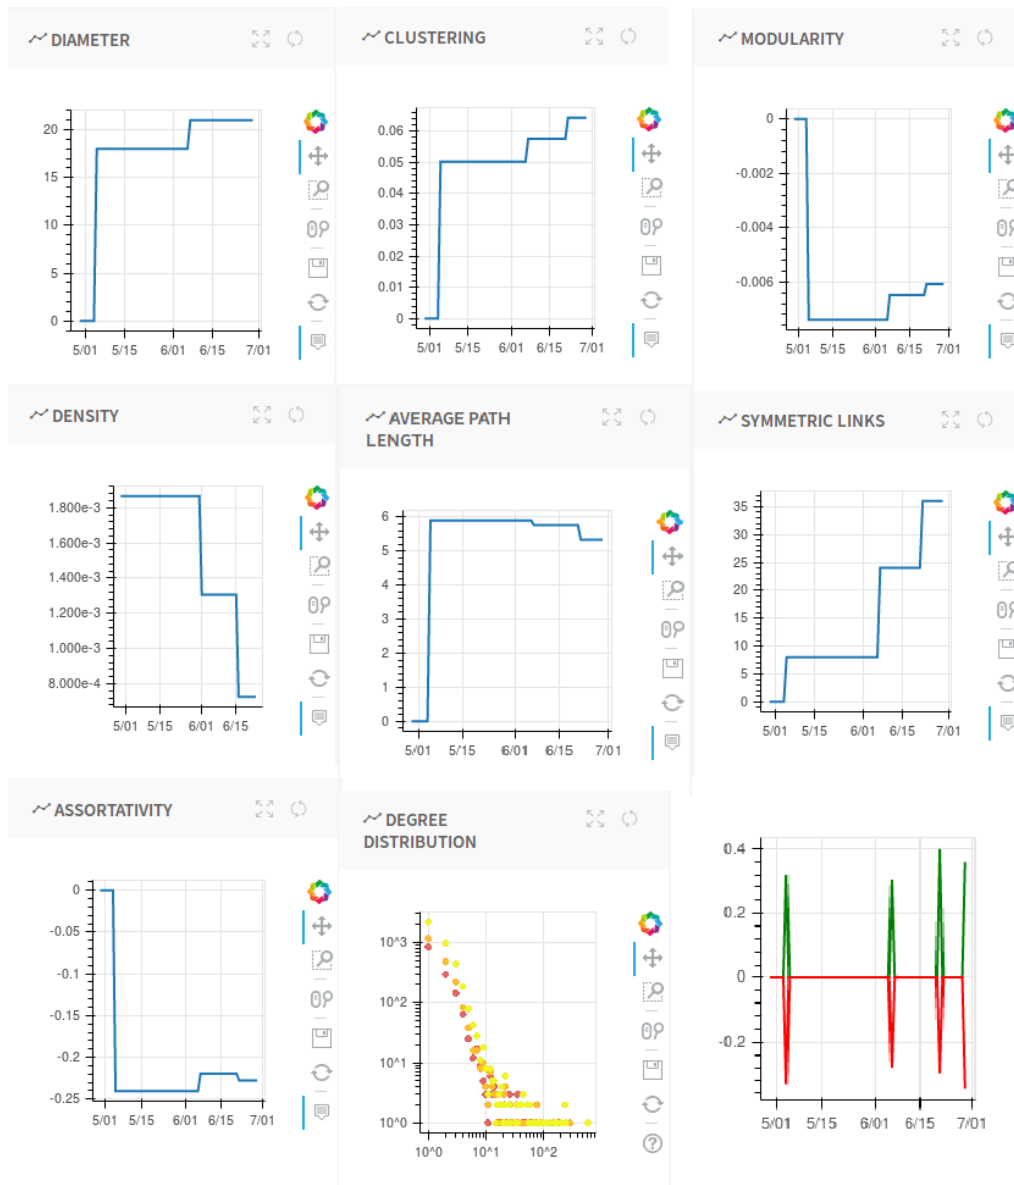 DIAMETER
20
15
10
5
0
5/01 5/15 6/01 6/15 7/01
CLUSTERING
0.06
0.05
0.04
0.03
0.02
0.01
0
5/01 5/15 6/01 6/15 7/01
MODULARITY
0
-0.002
-0.004
-0.006
5/01 5/15 6/01 6/15 7/01
DENSITY
1.800e-3
1.600e-3
1.400e-3
1.200e-3
1.000e-3
8.000e-4
5/01 5/15 6/01 6/15
AVERAGE PATH
LENGTH
6
5
4
3
2
1
0
5/01 5/15 6/01 6/15 7/01
SYMMETRIC LINKS
35
30
25
20
15
10
5
0
5/01 5/15 6/01 6/15 7/01
ASSORTATIVITY
0
-0.05
-0.1
-0.15
-0.2
-0.25
5/01 5/15 6/01 6/15 7/01
DEGREE
DISTRIBUTION
10^3
10^2
10^1
10^0
10^0 10^1 10^2
0.4
0.2
0
-0.2
5/01 5/15 6/01 6/15 7/01